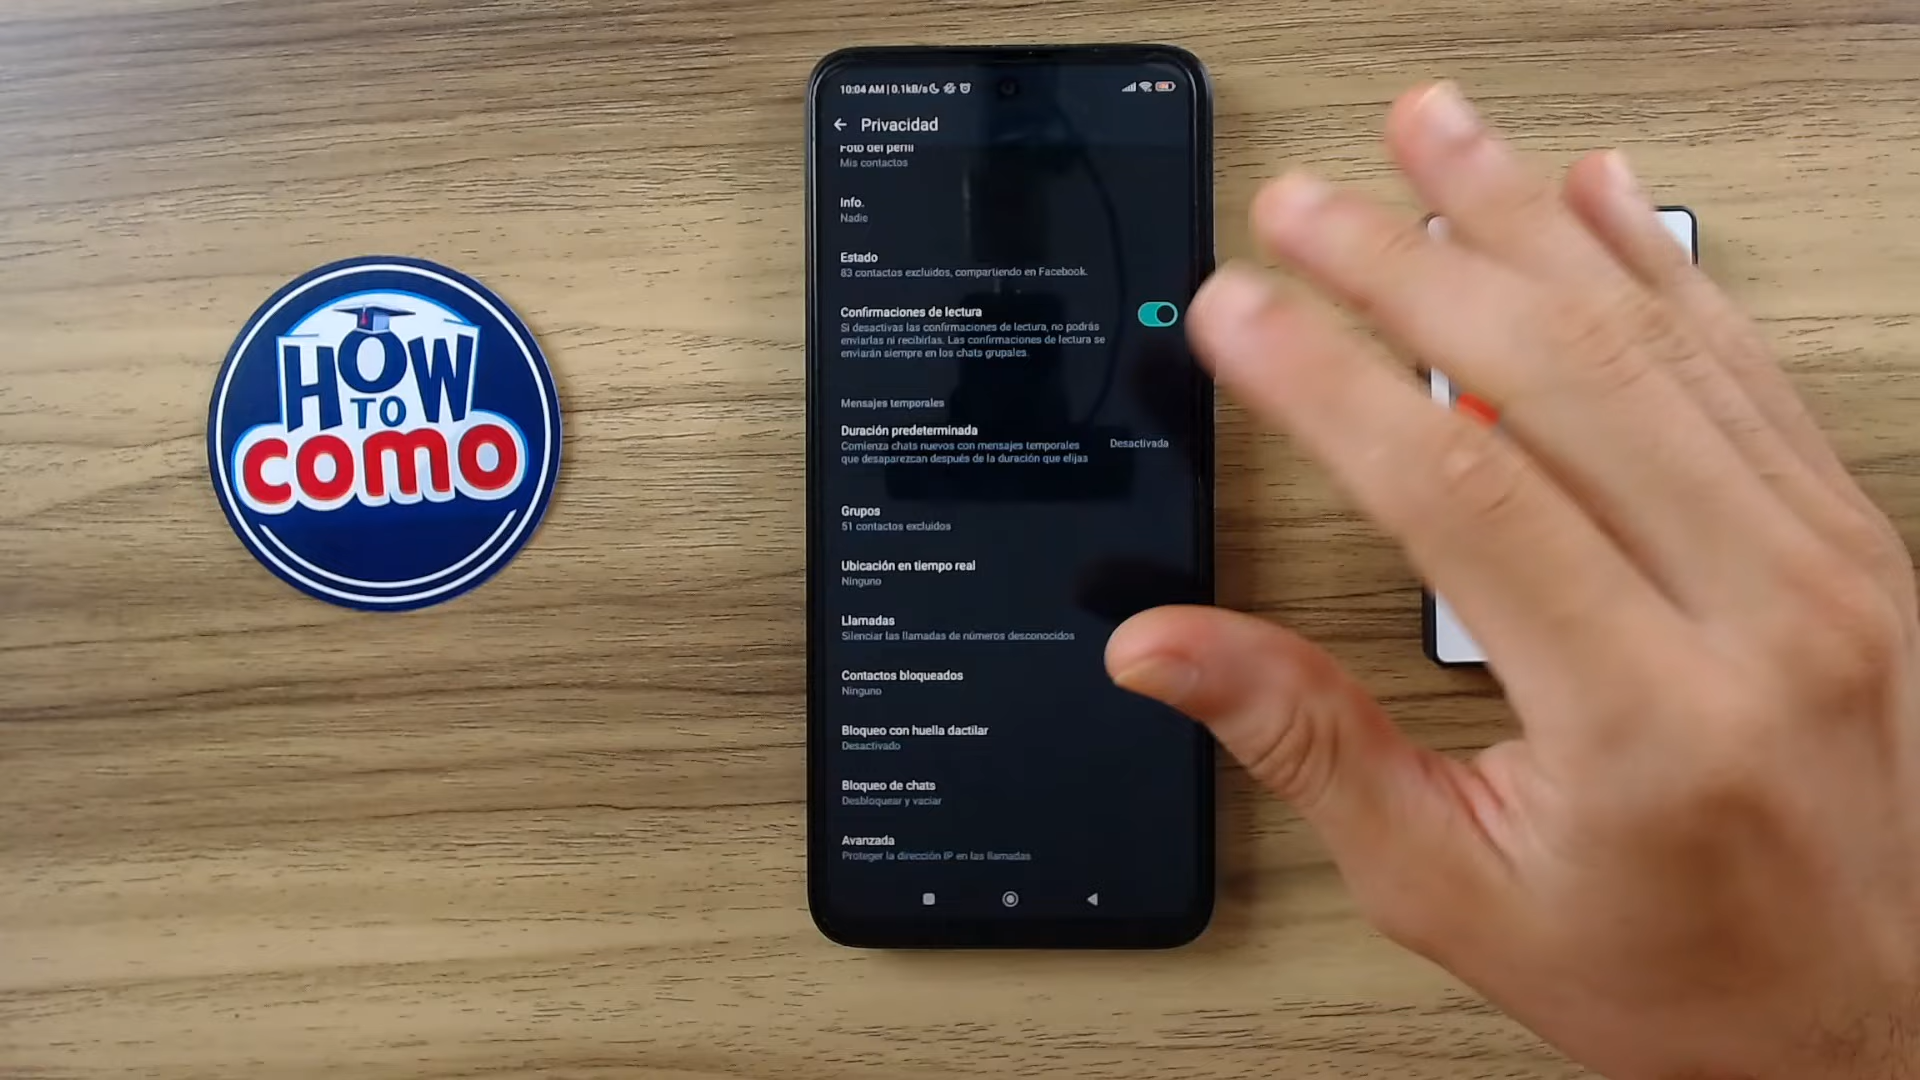 10:04 AM | 0.1kB/s
Privacidad
Foto del perfil
Mis contactos
Info.
Nadie
Estado
83 contactos excluidos, compartiendo en Facebook.
Confirmaciones de lectura
Si desactivas las confirmaciones de lectura, no podrás
enviarlas ni recibirlas. Las confirmaciones de lectura se
enviarán siempre en los chats grupales.
Mensajes temporales
Duración predeterminada
Comienza chats nuevos con mensajes temporales
que desaparezcan después de la duración que elijas
Desactivada
Grupos
51 contactos excluidos
Ubicación en tiempo real
Ninguno
Llamadas
Silenciar las llamadas de números desconocidos
Contactos bloqueados
Ninguno
Bloqueo con huella dactilar
Desactivado
Bloqueo de chats
Desbloquear y vaciar
Avanzada
Proteger la dirección IP en las llamadas
HOW
TO
COMO